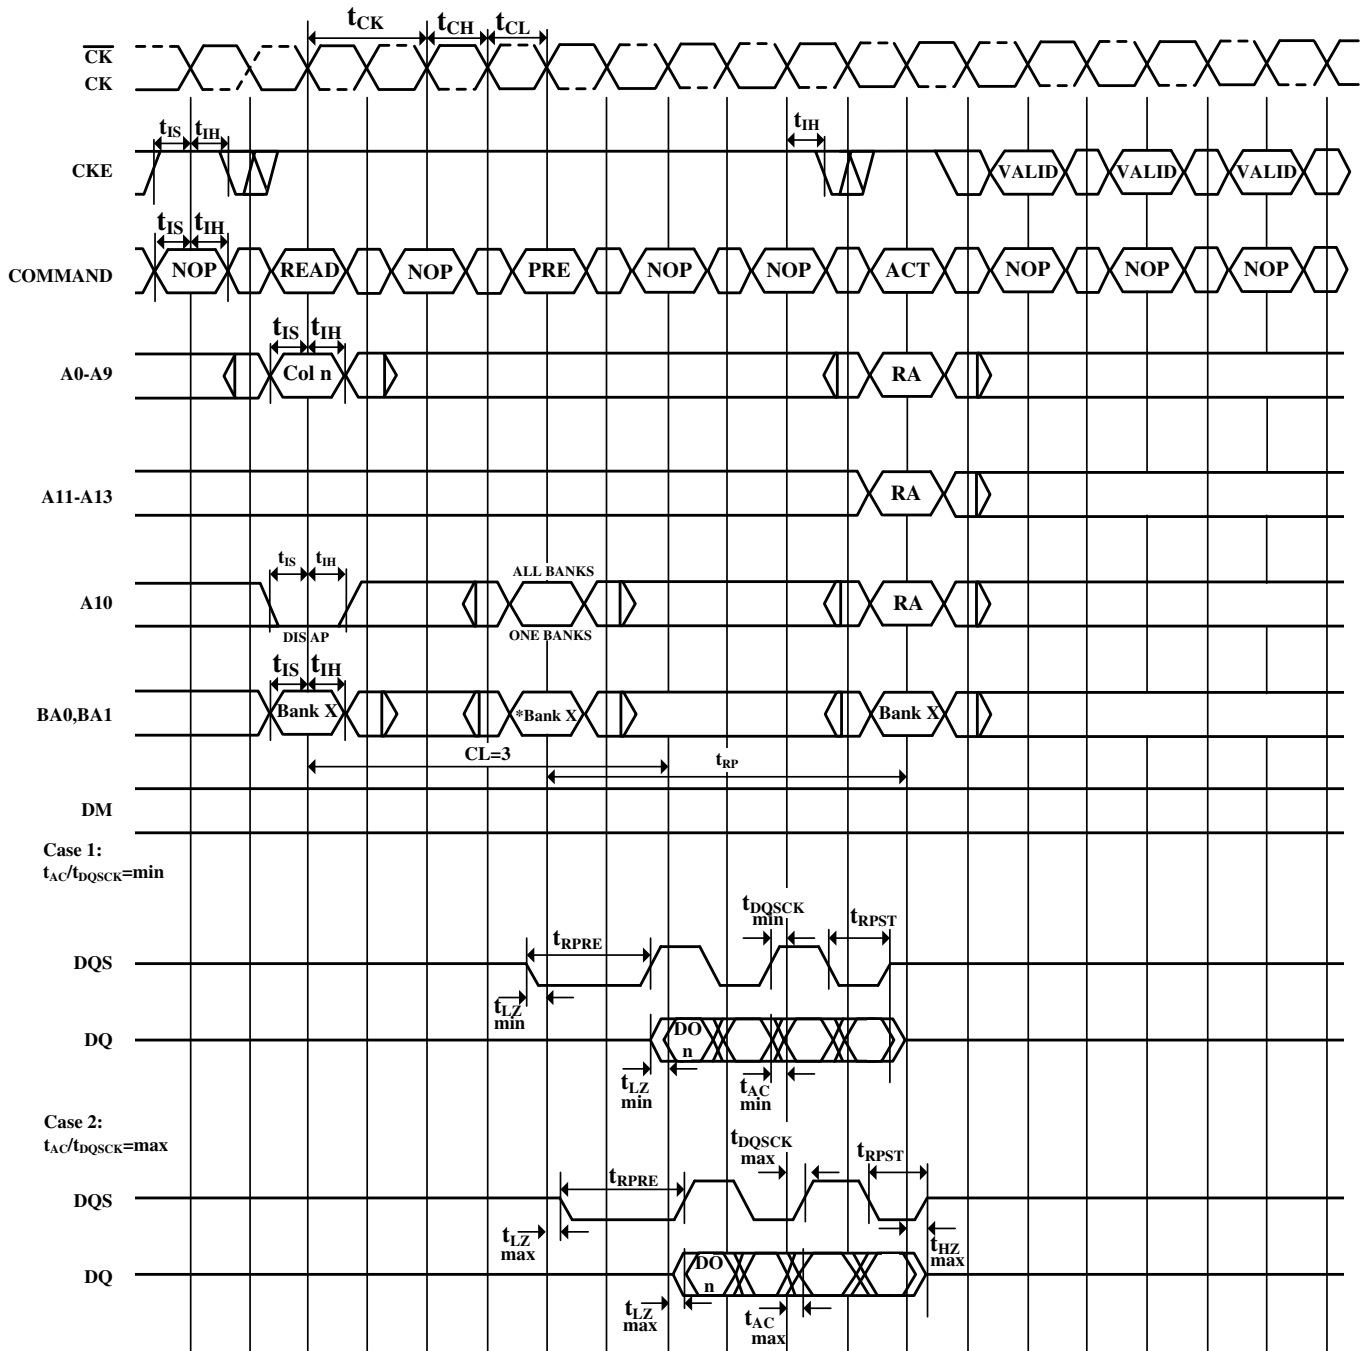 tCK tCH tCL
CK
CK
tIS tIH tIH
CKE VALID VALID VALID
tIS tIH
COMMAND NOP READ NOP PRE NOP NOP ACT NOP NOP NOP
tIS tIH
A0-A9 Col n RA
A11-A13 RA
tIS tIH ALL BANKS
A10 RA
DIS AP ONE BANKS
tIS tIH
BA0,BA1 Bank X *Bank X Bank X
CL=3 tRP
DM
Case 1:
tAC/tDQSCK=min
tDQSCK min tRPST
tRPRE
DQS
tLZ min
DQ DO n
tLZ min tAC min
Case 2:
tAC/tDQSCK=max
tDQSCK max tRPST
tRPRE
DQS
tLZ max tHZ max
DQ DO n
tLZ max tAC max